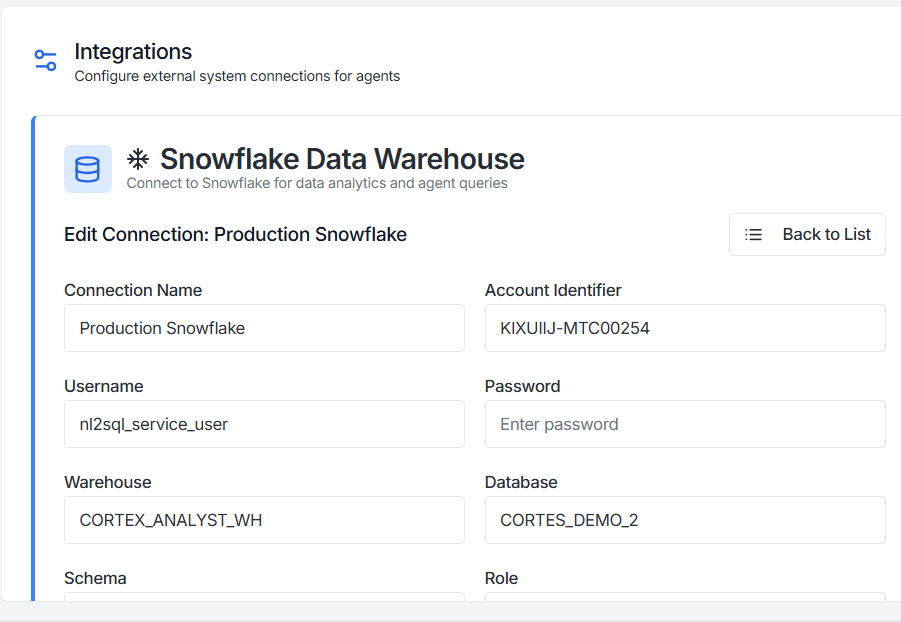 Integrations
Configure external system connections for agents
Snowflake Data Warehouse
Connect to Snowflake for data analytics and agent queries
Edit Connection: Production Snowflake
Back to List
Connection Name
Account Identifier
Production Snowflake
KIXUIIJ-MTC00254
Username
Password
nl2sql_service_user
Enter password
Warehouse
Database
CORTEX_ANALYST_WH
CORTES_DEMO_2
Schema
Role